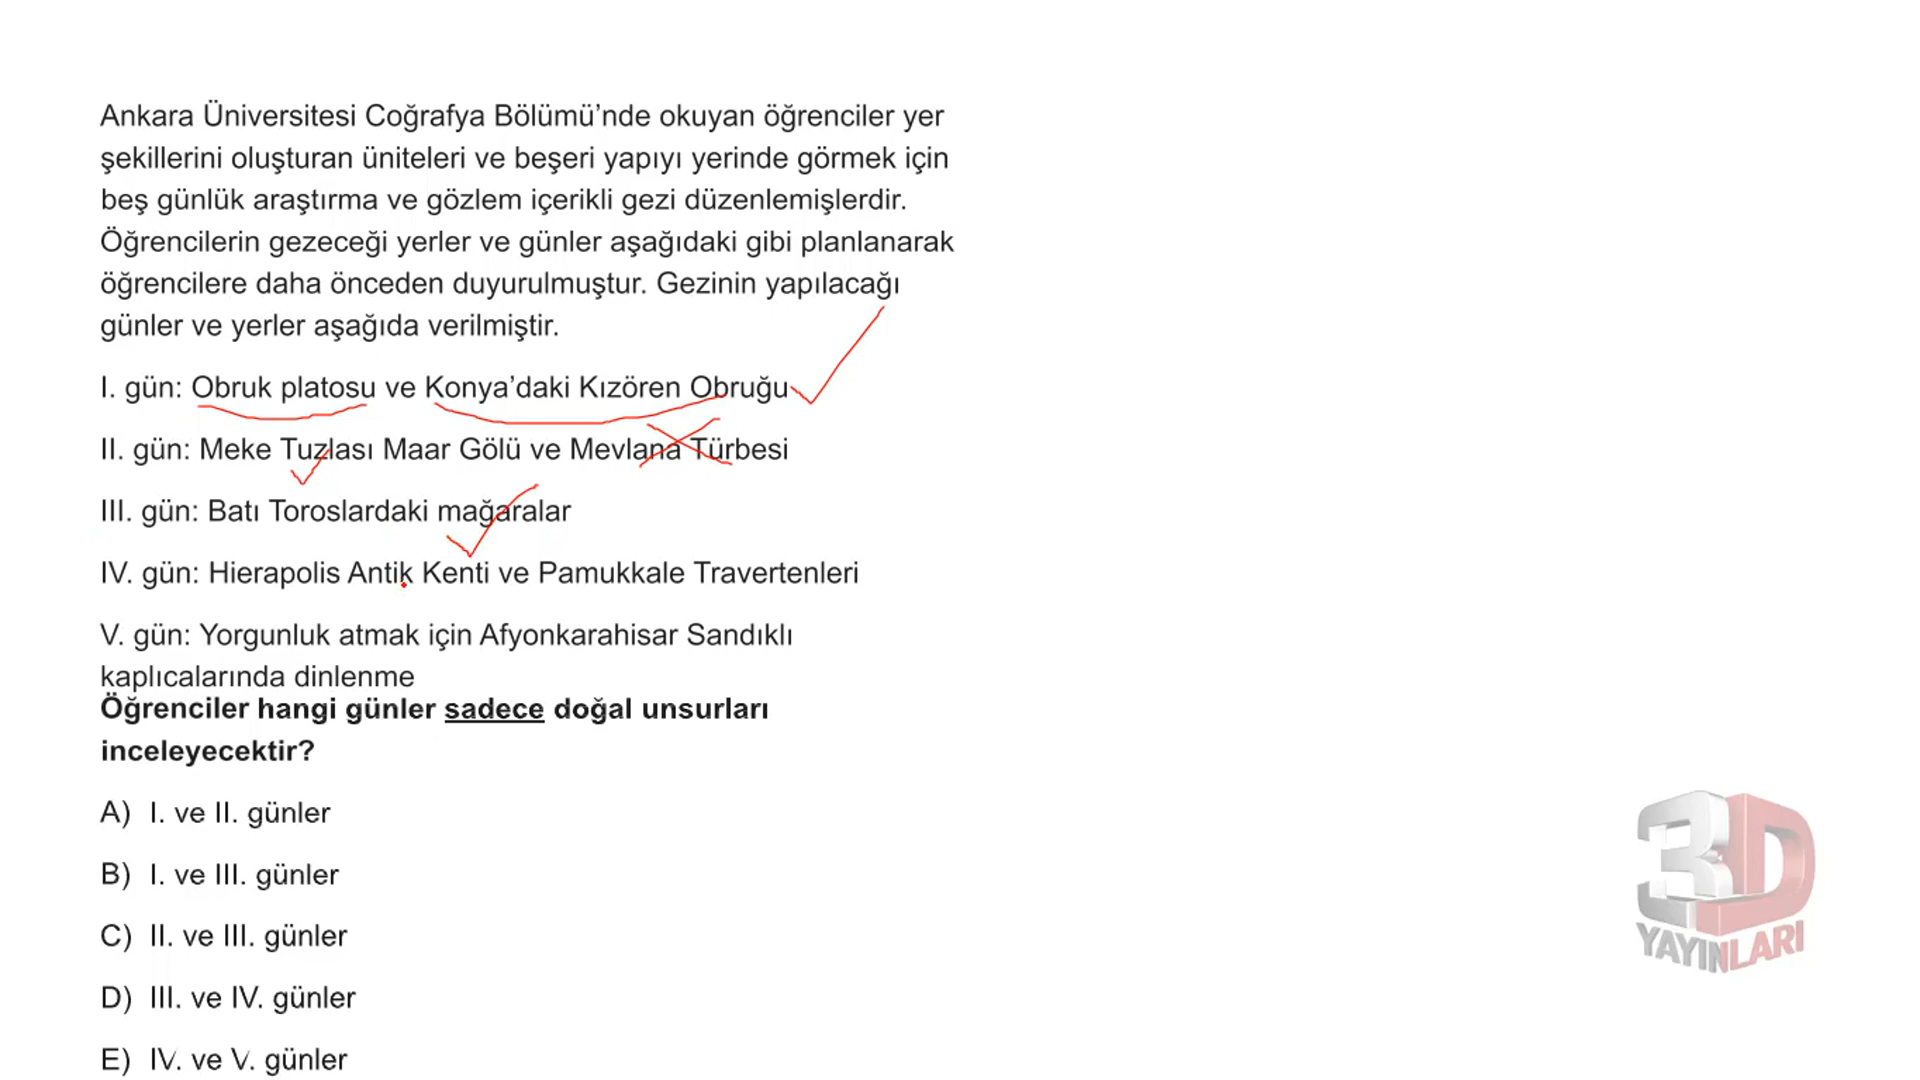 Ankara Üniversitesi Coğrafya Bölümü’nde okuyan öğrenciler yer
şekillerini oluşturan üniteleri ve beşeri yapıyı yerinde görmek için
beş günlük araştırma ve gözlem içerikli gezi düzenlemişlerdir.
Öğrencilerin gezeceği yerler ve günler aşağıdaki gibi planlanarak
öğrencilere daha önceden duyurulmuştur. Gezinin yapılacağı
günler ve yerler aşağıda verilmiştir.
I. gün: Obruk platosu ve Konya’daki Kızören Obruğu
II. gün: Meke Tuzlası Maar Gölü ve Mevlana Türbesi
III. gün: Batı Toroslardaki mağaralar
IV. gün: Hierapolis Antik Kenti ve Pamukkale Travertenleri
V. gün: Yorgunluk atmak için Afyonkarahisar Sandıklı
kaplıcalarında dinlenme
Öğrenciler hangi günler sadece doğal unsurları
inceleyecektir?
A) I. ve II. günler
B) I. ve III. günler
C) II. ve III. günler
D) III. ve IV. günler
E) IV. ve V. günler
3D
YAYINLARI